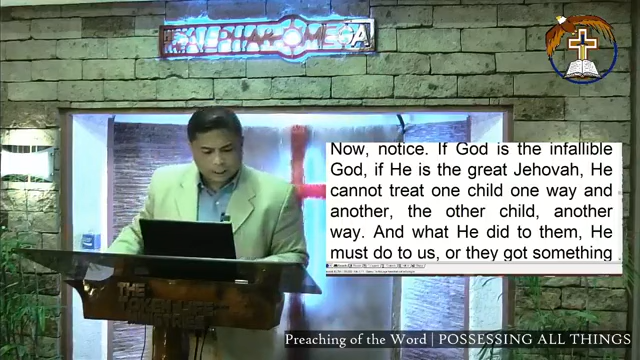 ALPHA OMEGA
Now, notice. If God is the infallible
God, if He is the great Jehovah, He
cannot treat one child one way and
another, the other child, another
way. And what He did to them, He
must do to us, or they got something
THE
TOKEN
Preaching of the Word | POSSESSING ALL THINGS